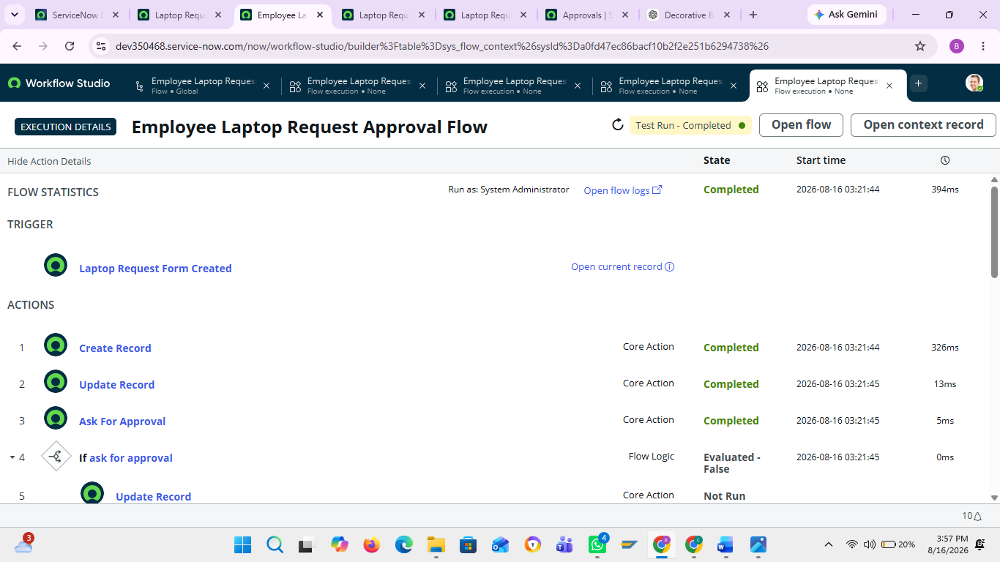 ServiceNow D
Laptop Requ
Employee La
Laptop Requ
Laptop Requ
Approvals | S
Decorative B
Ask Gemini
dev350468.service-now.com/now/workflow-studio/builder%3Ftable%3Dsys_flow_context%26sysId%3Da0fd47ec86bacf10b2f2e251b6294738%26
B
Workflow Studio
Employee Laptop Reques
Flow • Global
Employee Laptop Reques
Flow execution • None
Employee Laptop Reques
Flow execution • None
Employee Laptop Reques
Flow execution • None
Employee Laptop Reques
Flow execution • None
EXECUTION DETAILS
Employee Laptop Request Approval Flow
Test Run - Completed
Open flow
Open context record
Hide Action Details
State
Start time
FLOW STATISTICS
Run as: System Administrator
Open flow logs
Completed
2026-08-16 03:21:44
394ms
TRIGGER
Laptop Request Form Created
Open current record
ACTIONS
1 Create Record Core Action Completed 2026-08-16 03:21:44 326ms
2 Update Record Core Action Completed 2026-08-16 03:21:45 13ms
3 Ask For Approval Core Action Completed 2026-08-16 03:21:45 5ms
4 If ask for approval Flow Logic Evaluated - 2026-08-16 03:21:45 0ms
False
5 Update Record Core Action Not Run
10
3
4
20%
3:57 PM
8/16/2026